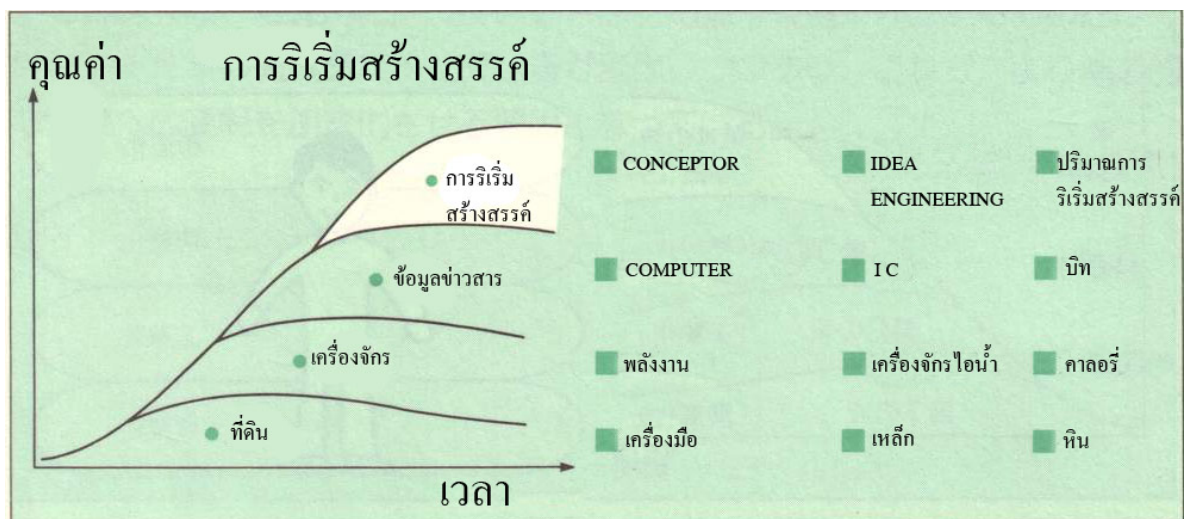 คุณค่า
การริเริ่มสร้างสรรค์
การริเริ่ม
สร้างสรรค์
ข้อมูลข่าวสาร
เครื่องจักร
ที่ดิน
เวลา
CONCEPTOR
IDEA
ENGINEERING
ปริมาณการ
ริเริ่มสร้างสรรค์
COMPUTER
I C
บิท
พลังงาน
เครื่องจักรไอน้ำ
คาลอรี่
เครื่องมือ
เหล็ก
หิน